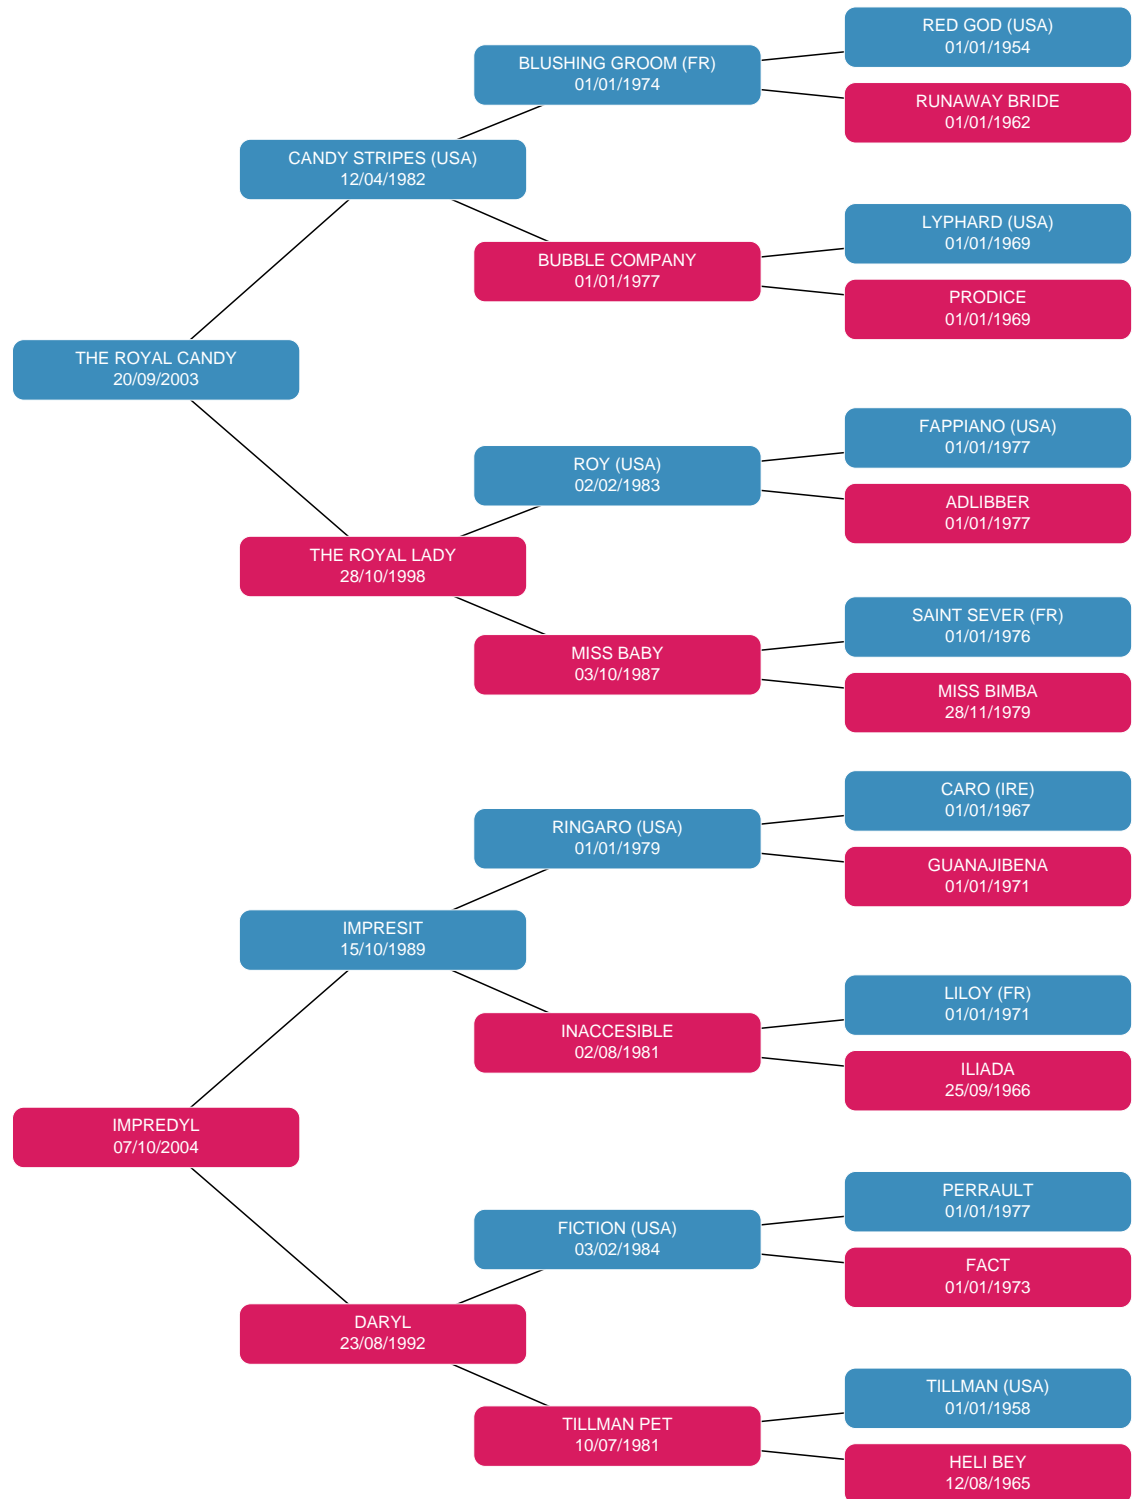 RED GOD (USA)
01/01/1954
BLUSHING GROOM (FR)
01/01/1974
RUNAWAY BRIDE
01/01/1962
CANDY STRIPES (USA)
12/04/1982
LYPHARD (USA)
01/01/1969
BUBBLE COMPANY
01/01/1977
PRODICE
01/01/1969
THE ROYAL CANDY
20/09/2003
FAPPIANO (USA)
01/01/1977
ROY (USA)
02/02/1983
ADLIBBER
01/01/1977
THE ROYAL LADY
28/10/1998
SAINT SEVER (FR)
01/01/1976
MISS BABY
03/10/1987
MISS BIMBA
28/11/1979
CARO (IRE)
01/01/1967
RINGARO (USA)
01/01/1979
GUANAJIBENA
01/01/1971
IMPRESIT
15/10/1989
LILOY (FR)
01/01/1971
INACCESIBLE
02/08/1981
ILIADA
25/09/1966
IMPREDYL
07/10/2004
PERRAULT
01/01/1977
FICTION (USA)
03/02/1984
FACT
01/01/1973
DARYL
23/08/1992
TILLMAN (USA)
01/01/1958
TILLMAN PET
10/07/1981
HELI BEY
12/08/1965